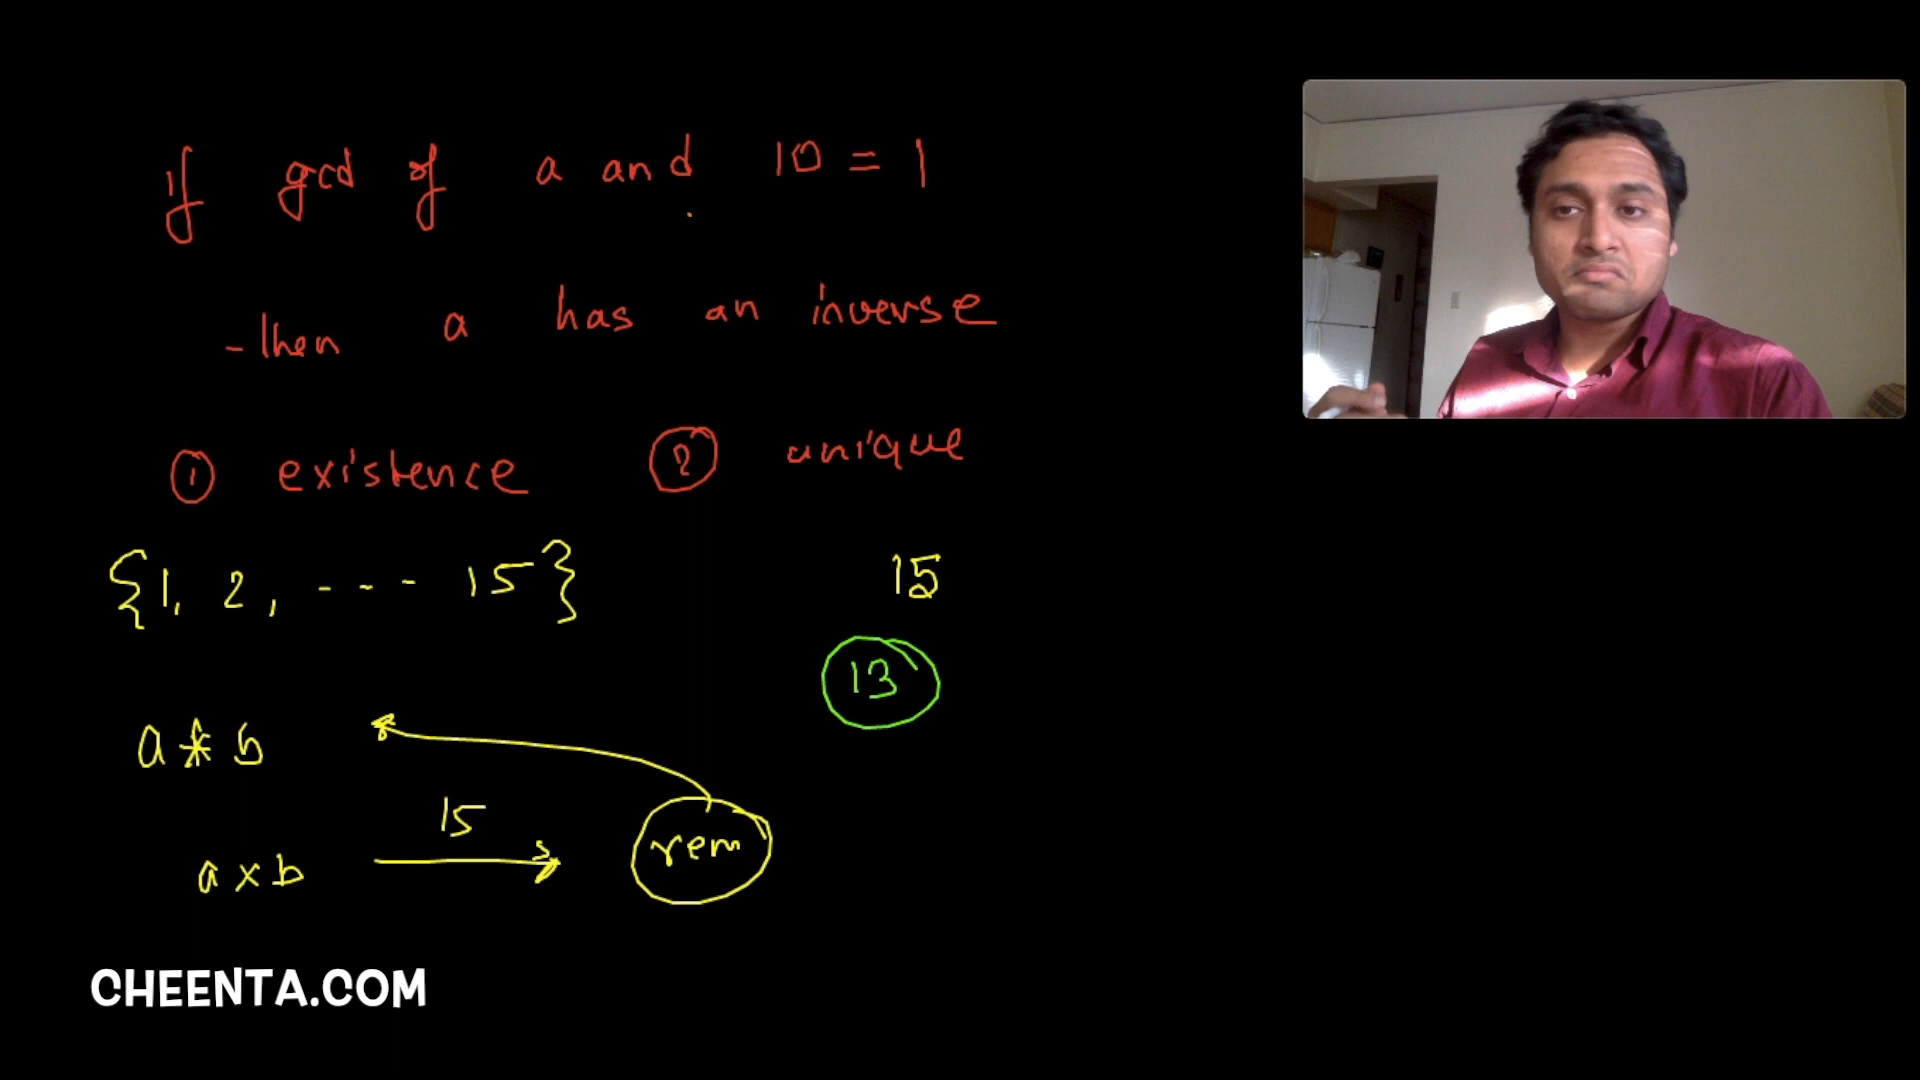 if gcd of a and 10 = 1
then a has an inverse
① existence ② unique
{1, 2, --- 15} 15
13
a * b
15
a x b rem
CHEENTA.COM